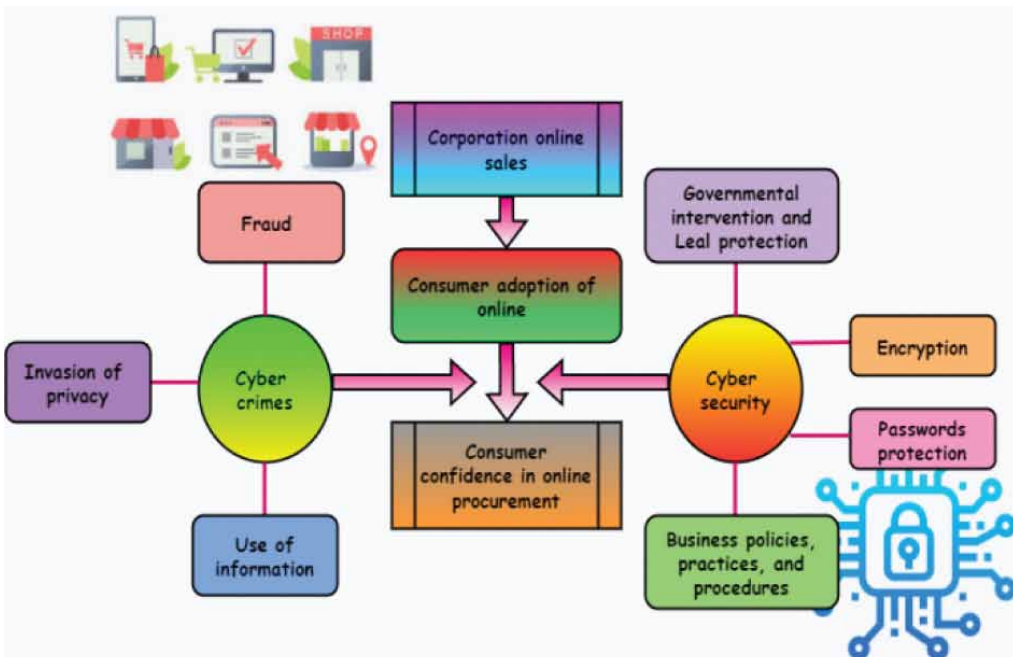 SHOP
Corporation online
sales
Governmental
intervention and
Leal protection
Fraud
Consumer adoption of
online
Encryption
Invasion of
privacy
Cyber
crimes
Cyber
security
Passwords
protection
Consumer
confidence in online
procurement
Use of
information
Business policies,
practices, and
procedures